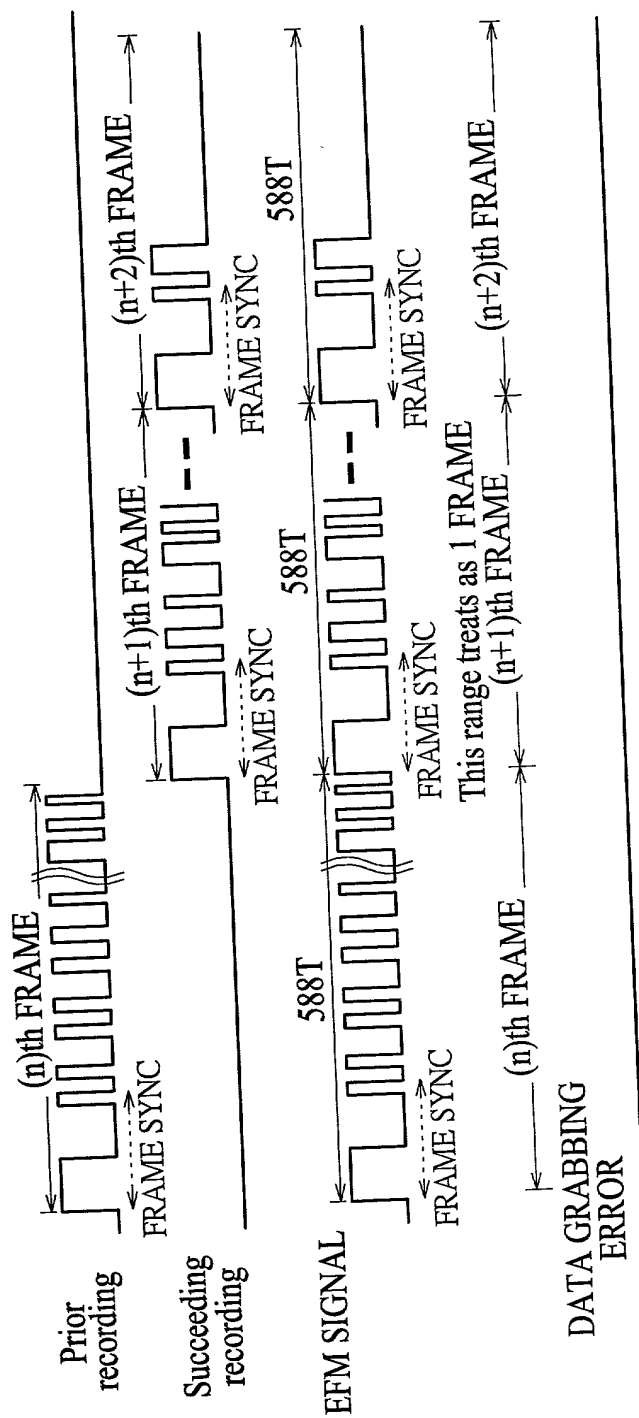 Prior
recording
(n)th FRAME
FRAME SYNC
Succeeding
recording
(n+1)th FRAME
(n+2)th FRAME
FRAME SYNC
FRAME SYNC
EFM SIGNAL
588T
588T
588T
FRAME SYNC
FRAME SYNC
FRAME SYNC
This range treats as 1 FRAME
(n)th FRAME
(n+1)th FRAME
(n+2)th FRAME
DATA GRABBING
ERROR